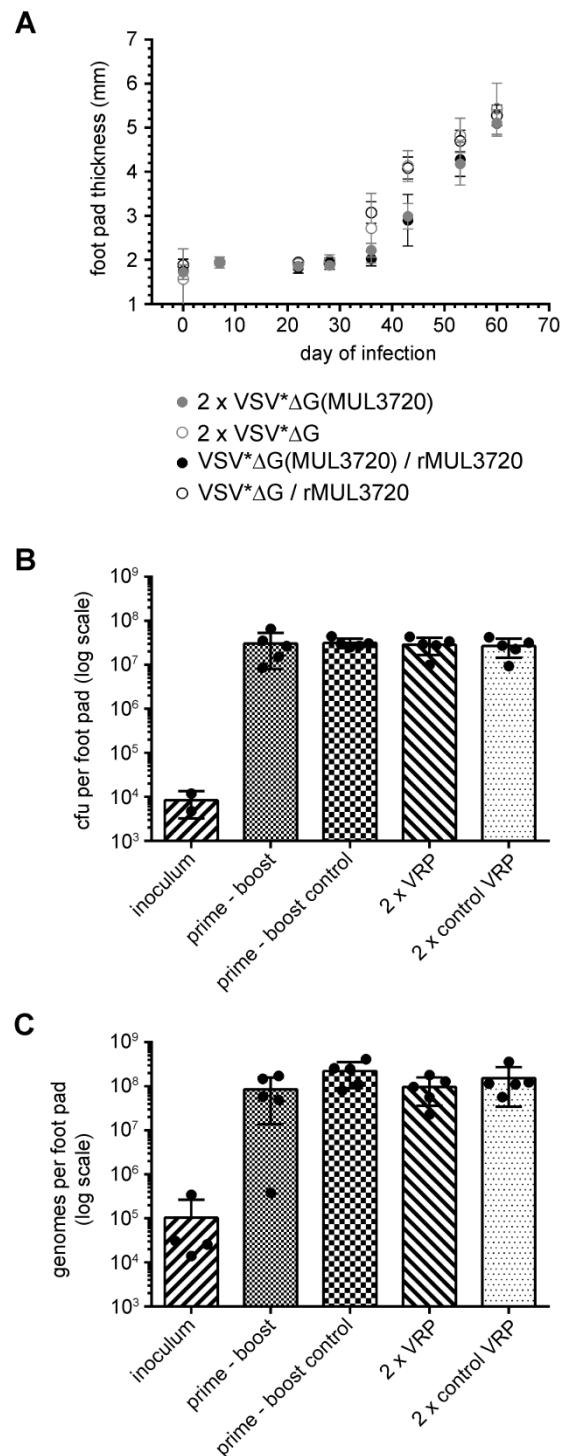 A
foot pad thickness (mm)
7
6
5
4
3
2
1
0 10 20 30 40 50 60 70
day of infection
2 x VSV*ΔG(MUL3720)
2 x VSV*ΔG
VSV*ΔG(MUL3720) / rMUL3720
VSV*ΔG / rMUL3720
B
cfu per foot pad (log scale)
10⁹
10⁸
10⁷
10⁶
10⁵
10⁴
10³
inoculum
prime - boost
prime - boost control
2 x VRP
2 x control VRP
C
genomes per foot pad
(log scale)
10⁹
10⁸
10⁷
10⁶
10⁵
10⁴
10³
inoculum
prime - boost
prime - boost control
2 x VRP
2 x control VRP